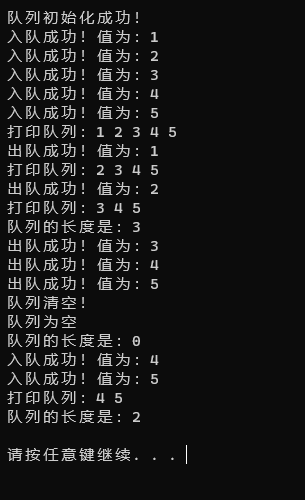 队列初始化成功!
入队成功! 值为: 1
入队成功! 值为: 2
入队成功! 值为: 3
入队成功! 值为: 4
入队成功! 值为: 5
打印队列: 1 2 3 4 5
出队成功! 值为: 1
打印队列: 2 3 4 5
出队成功! 值为: 2
打印队列: 3 4 5
队列的长度是: 3
出队成功! 值为: 3
出队成功! 值为: 4
出队成功! 值为: 5
队列清空!
队列为空
队列的长度是: 0
入队成功! 值为: 4
入队成功! 值为: 5
打印队列: 4 5
队列的长度是: 2
请按任意键继续. . .